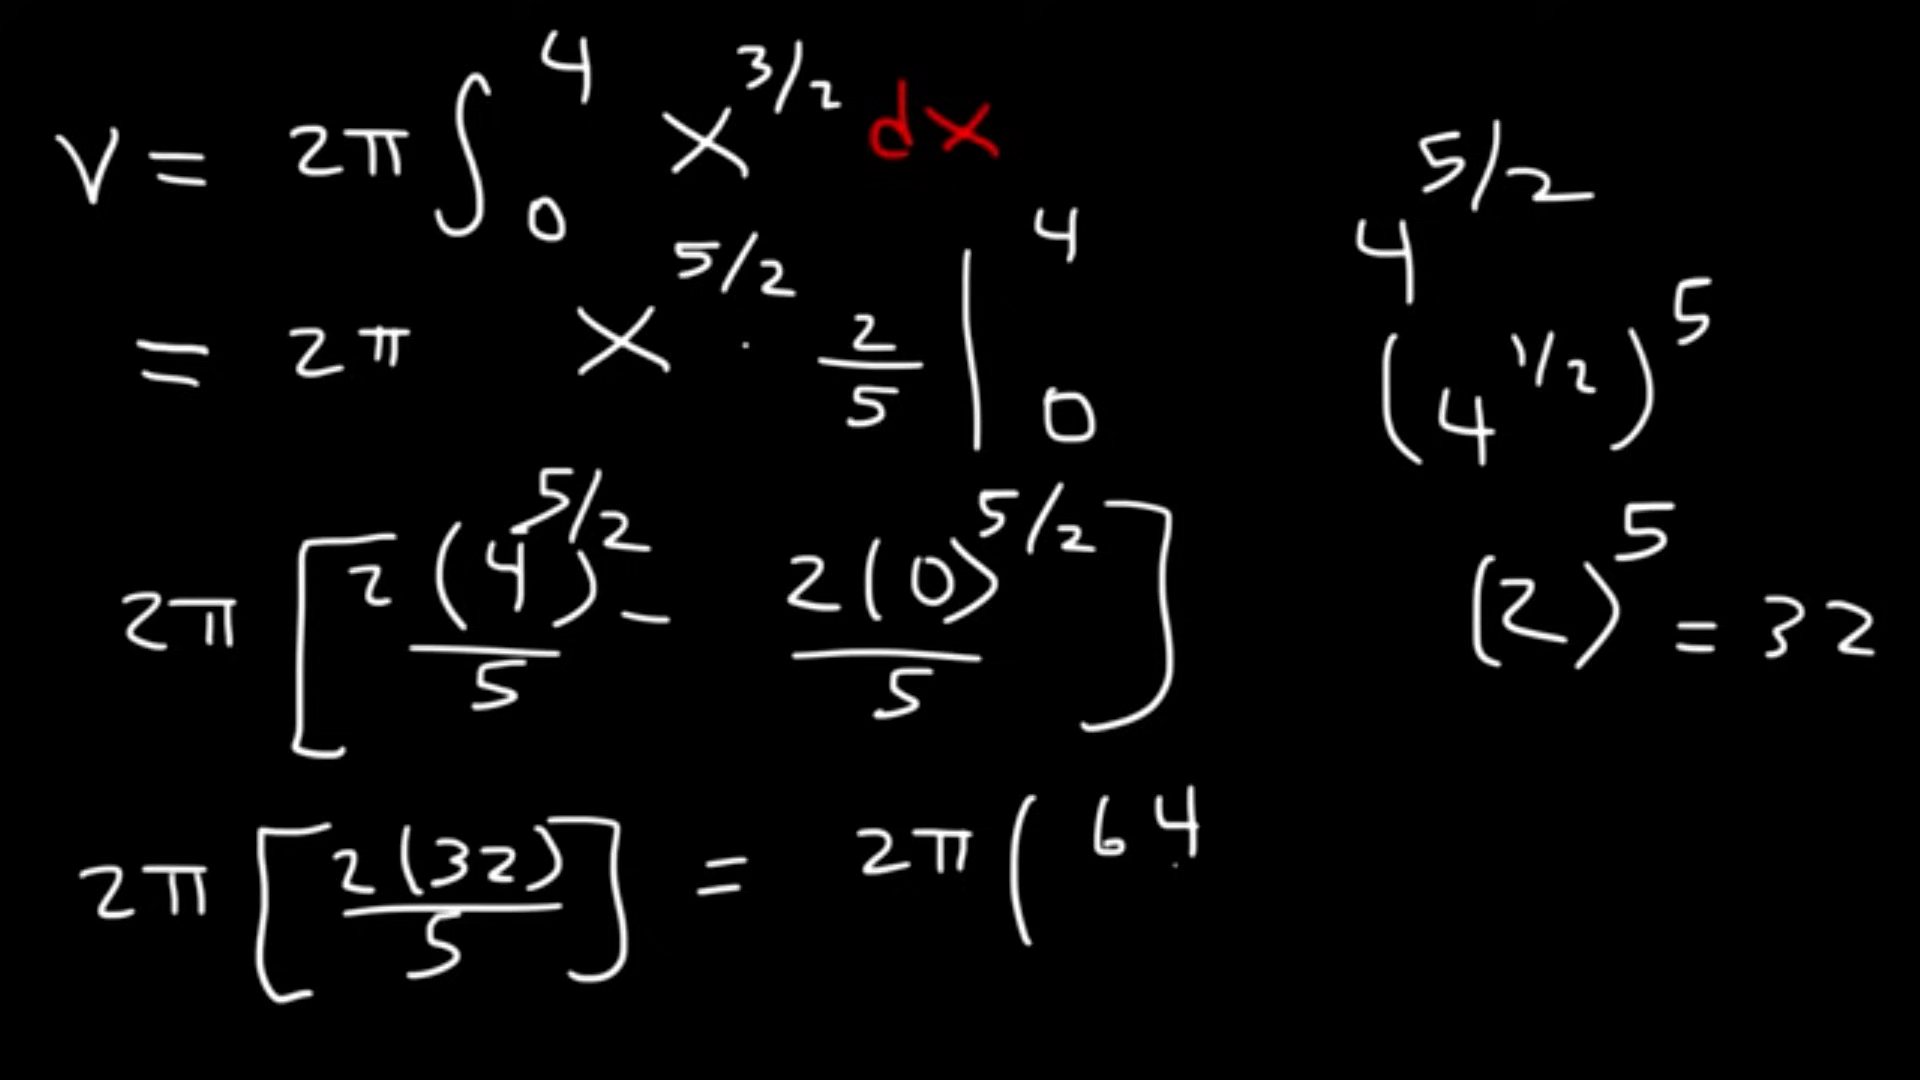 V = 2π ∫₀⁴ x^(3/2) dx
= 2π x^(5/2) · 2/5 |₀⁴
2π [ 2(4)^(5/2)/5 − 2(0)^(5/2)/5 ]
2π [ 2(32)/5 ] = 2π ( 64
4^(5/2)
(4^(1/2))^5
(2)^5 = 32